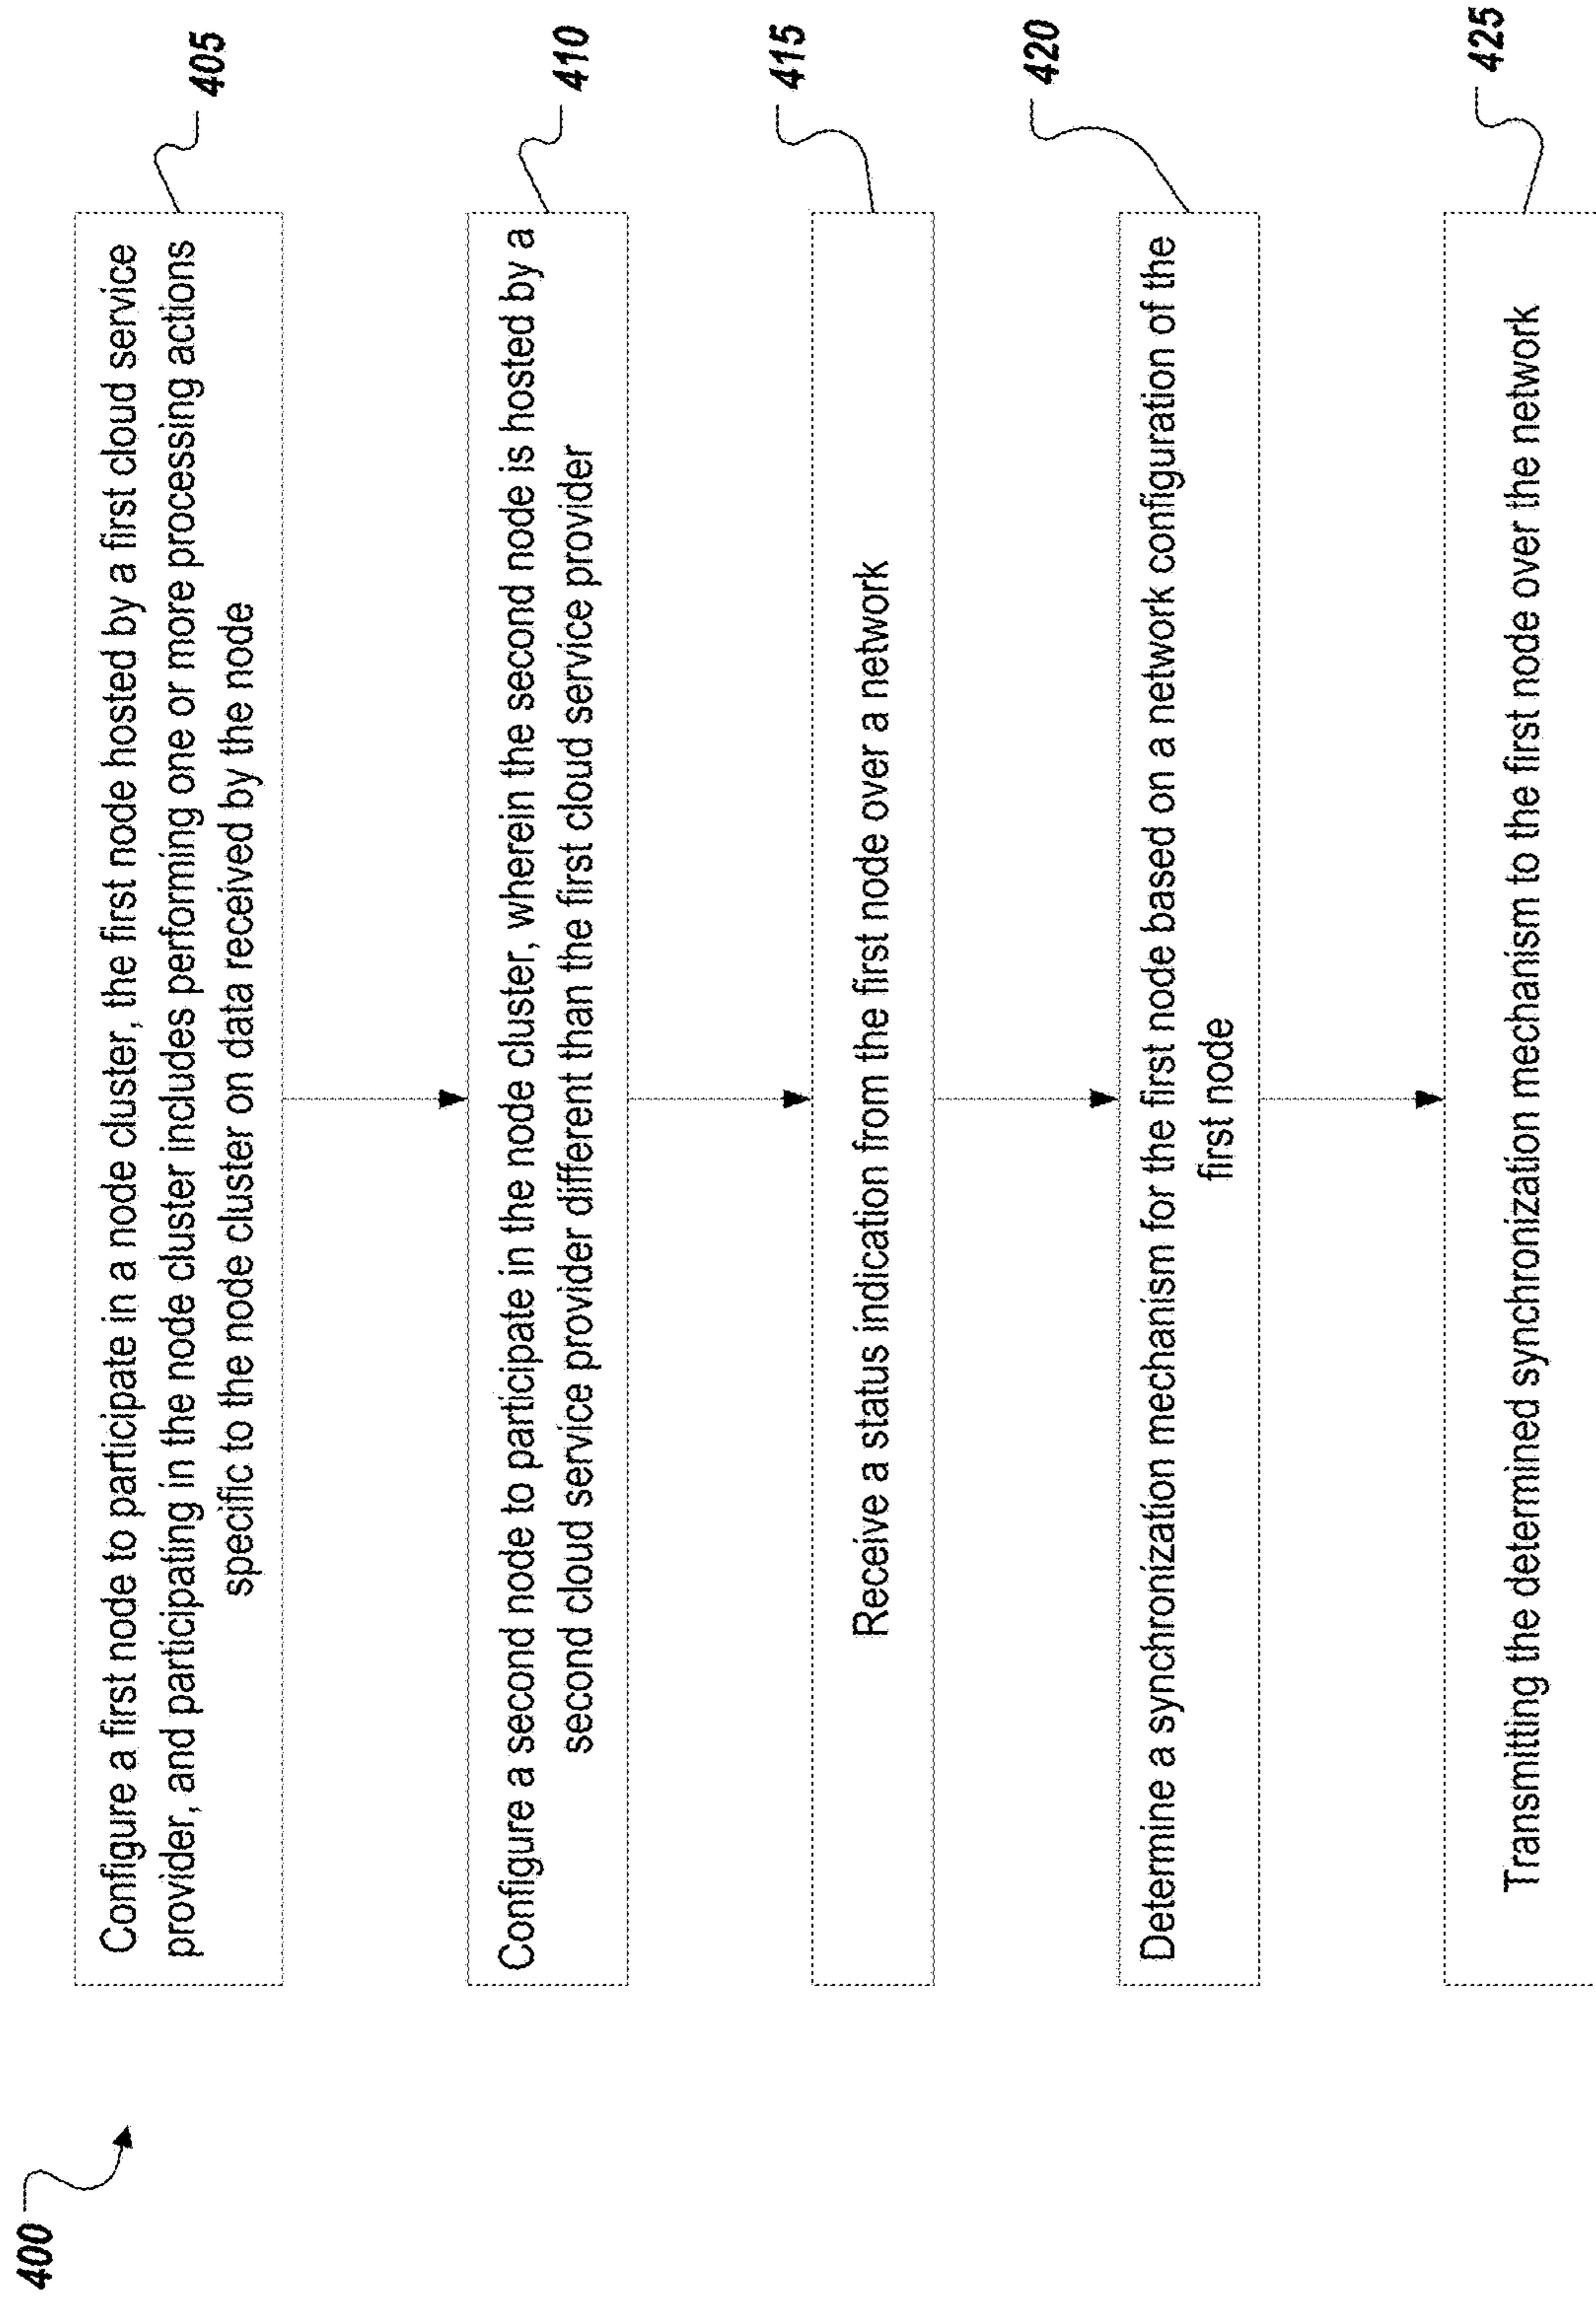 400
Configure a first node to participate in a node cluster, the first node hosted by a first cloud service
provider, and participating in the node cluster includes performing one or more processing actions
specific to the node cluster on data received by the node
405
Configure a second node to participate in the node cluster, wherein the second node is hosted by a
second cloud service provider different than the first cloud service provider
410
Receive a status indication from the first node over a network
415
Determine a synchronization mechanism for the first node based on a network configuration of the
first node
420
Transmitting the determined synchronization mechanism to the first node over the network
425